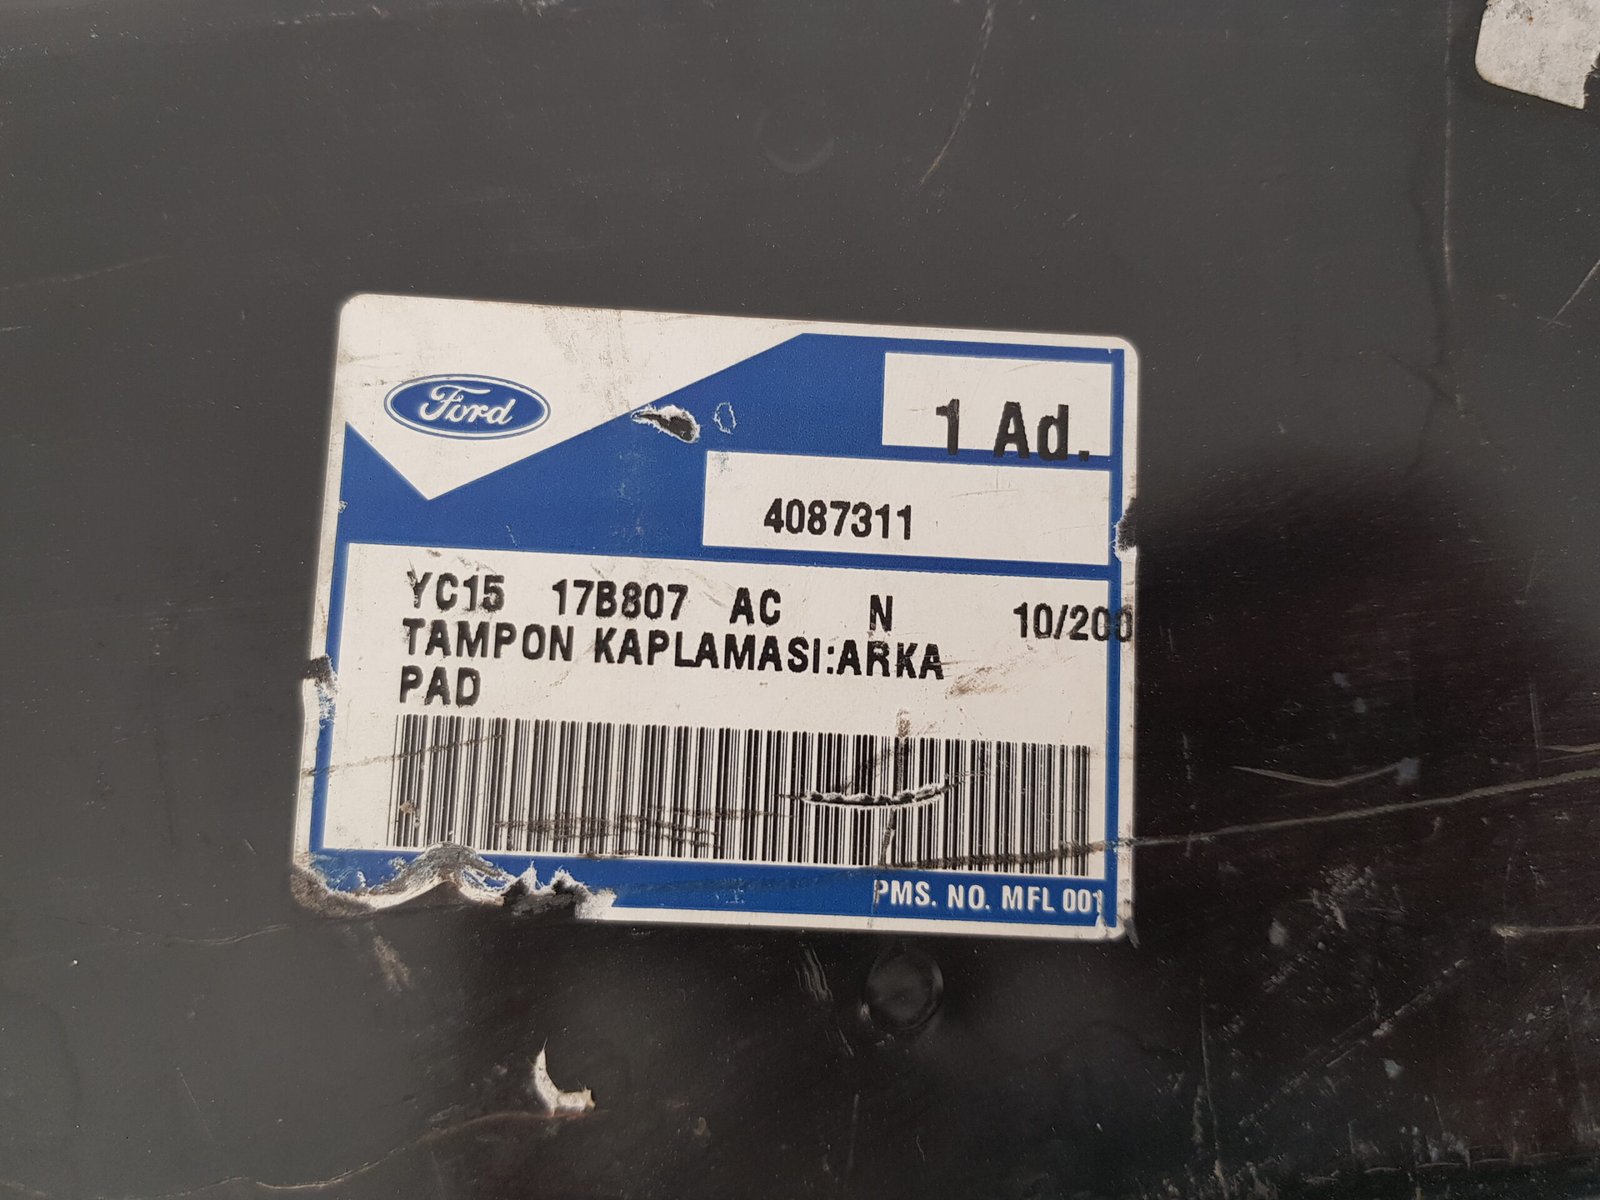 Ford
1 Ad.
4087311
YC15 17B807 AC N 10/200
TAMPON KAPLAMASI:ARKA
PAD
PMS. NO. MFL 001